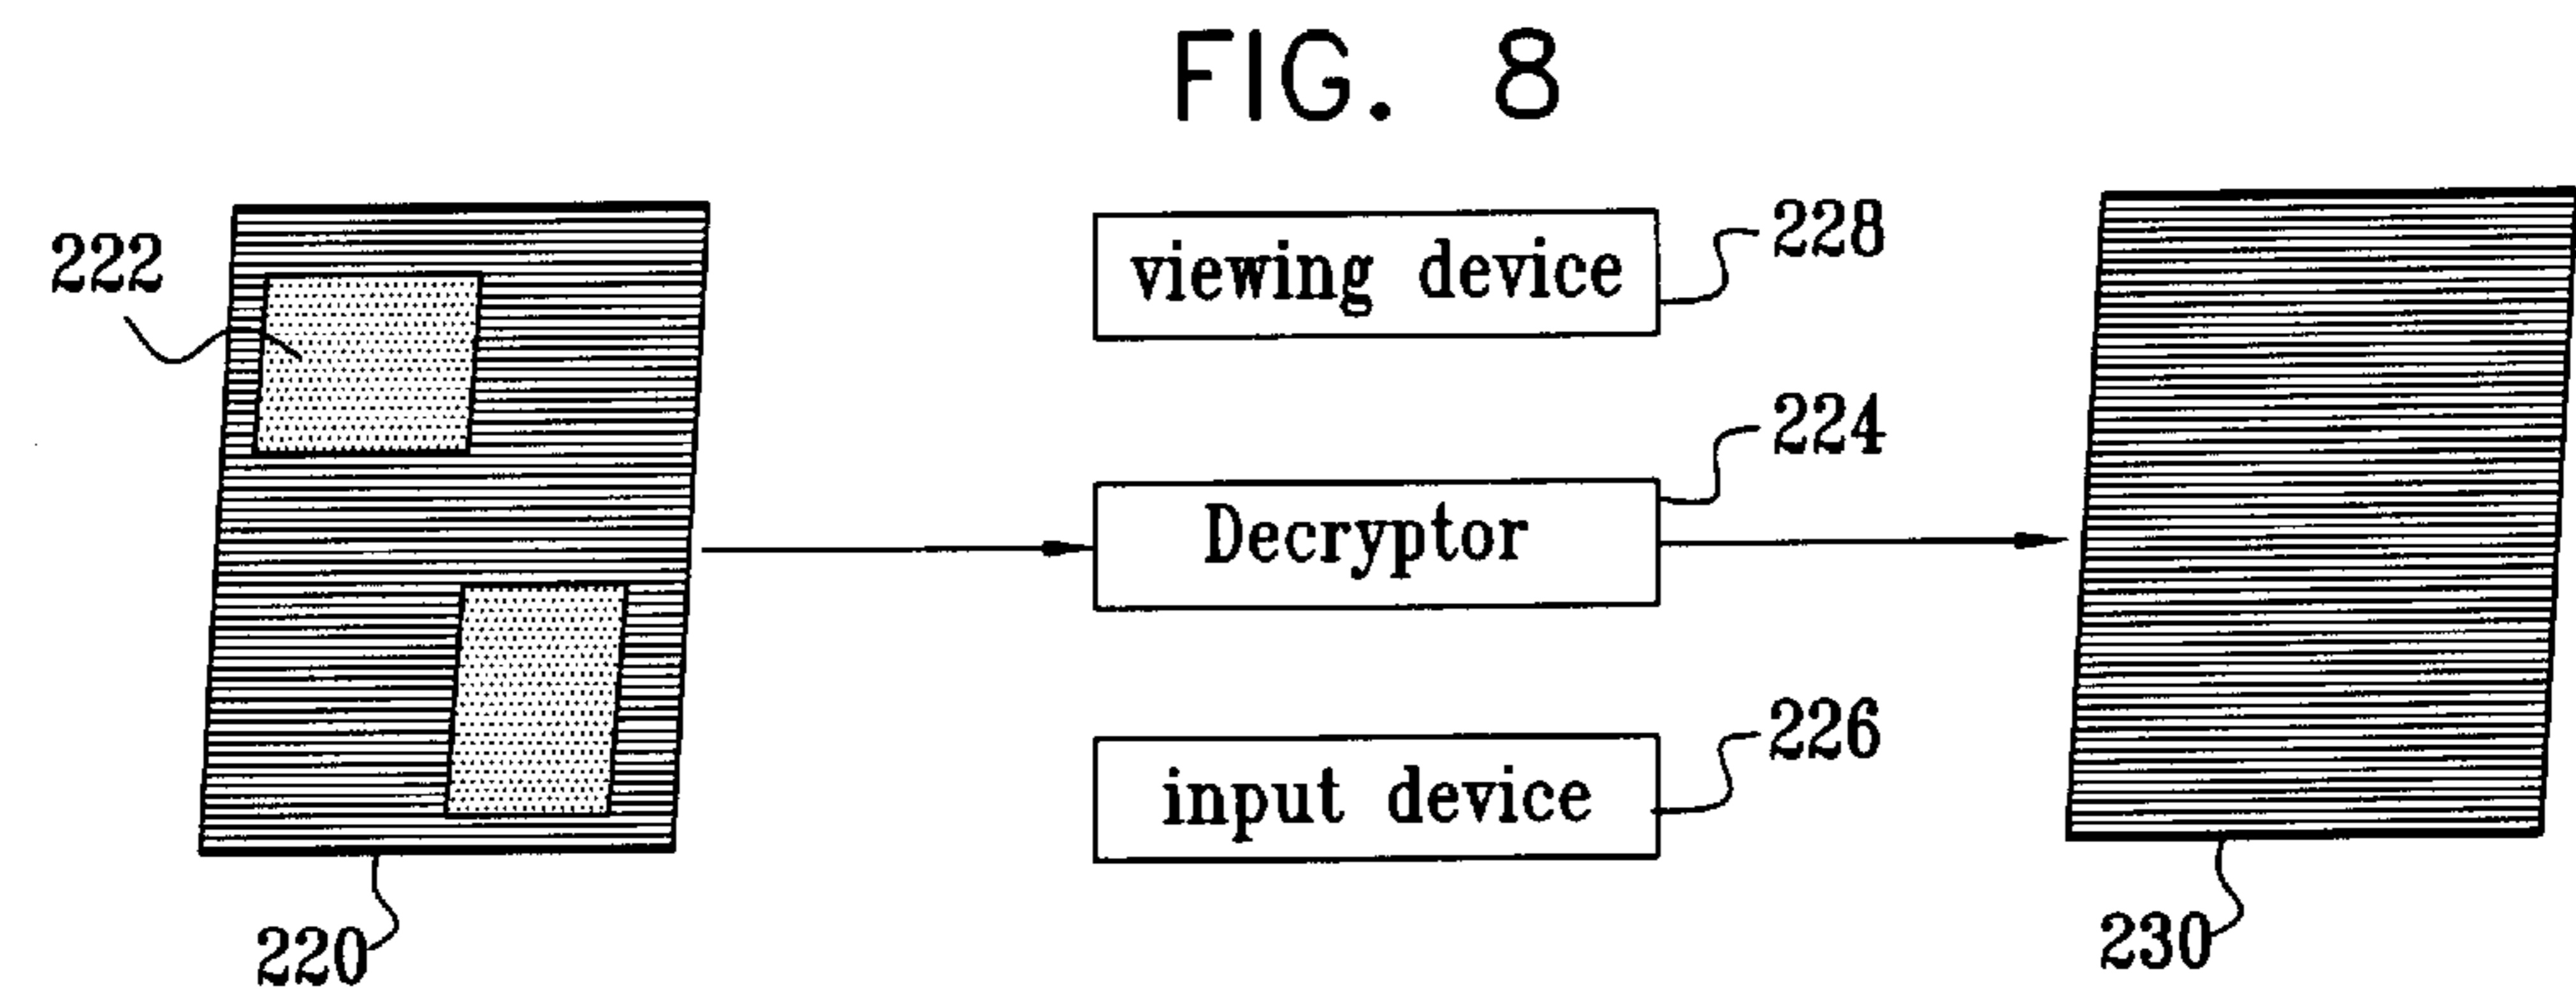 FIG. 8
222
viewing device
228
Decryptor
224
input device
226
220
230